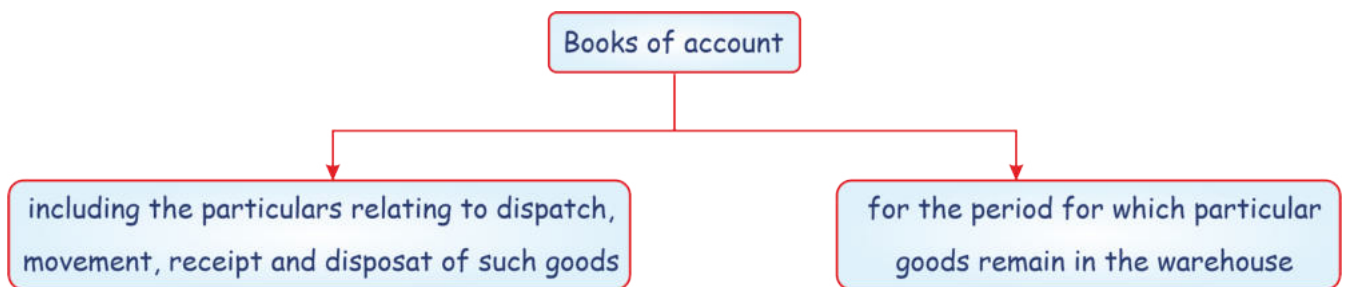 Books of account
including the particulars relating to dispatch,
movement, receipt and disposat of such goods
for the period for which particular
goods remain in the warehouse